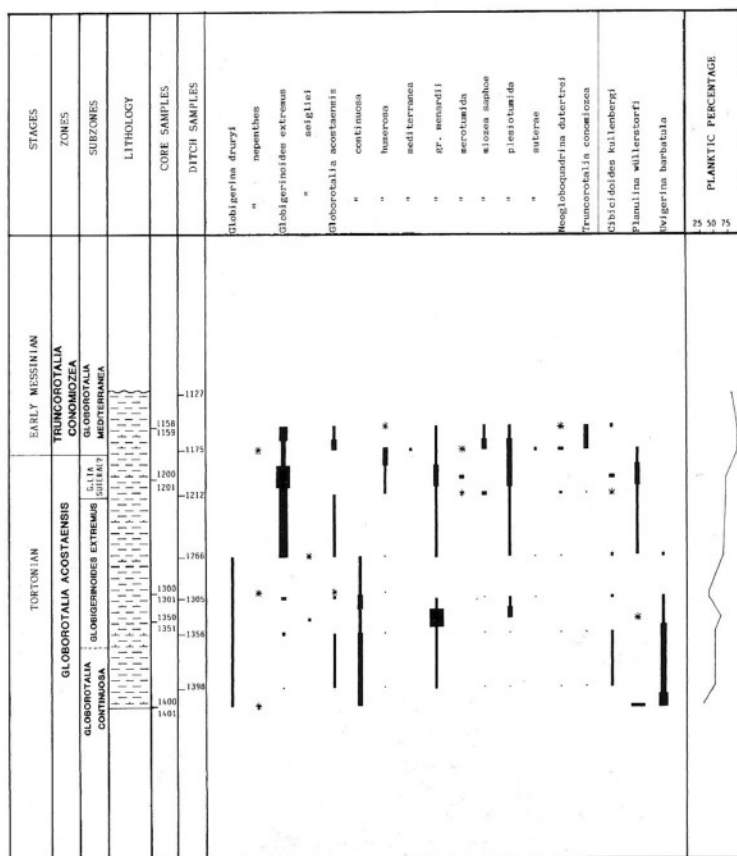 STAGES
ZONES
SUBZONES
LITHOLOGY
CORE SAMPLES
DITCH SAMPLES
Globigerina druryi
" nepenthes
Globigerinoides extremus
" seigliei
Globorotalia acostaensis
" continuosa
" humerosa
" mediterranea
" gr. menardii
" merotumida
" miozea saphoe
" plesiotumida
" suterae
Neogloboquadrina dutertrei
Truncorotalia conomiozea
Cibicidoides kullenbergi
Planulina wüllerstorfi
Uvigerina barbatula
PLANKTIC PERCENTAGE
25 50 75
EARLY MESSINIAN
TORTONIAN
TRUNCOROTALIA
CONOMIOZEA
GLOBOROTALIA ACOSTAENSIS
GLOBOROTALIA
MEDITERRANEA
G.LIA
SUTERAE?
GLOBIGERINOIDES EXTREMUS
GLOBOROTALIA
CONTINUOSA
1158
1159
1200
1201
1300
1301
1350
1351
1400
1401
1127
1175
1212
1256
1305
1356
1398